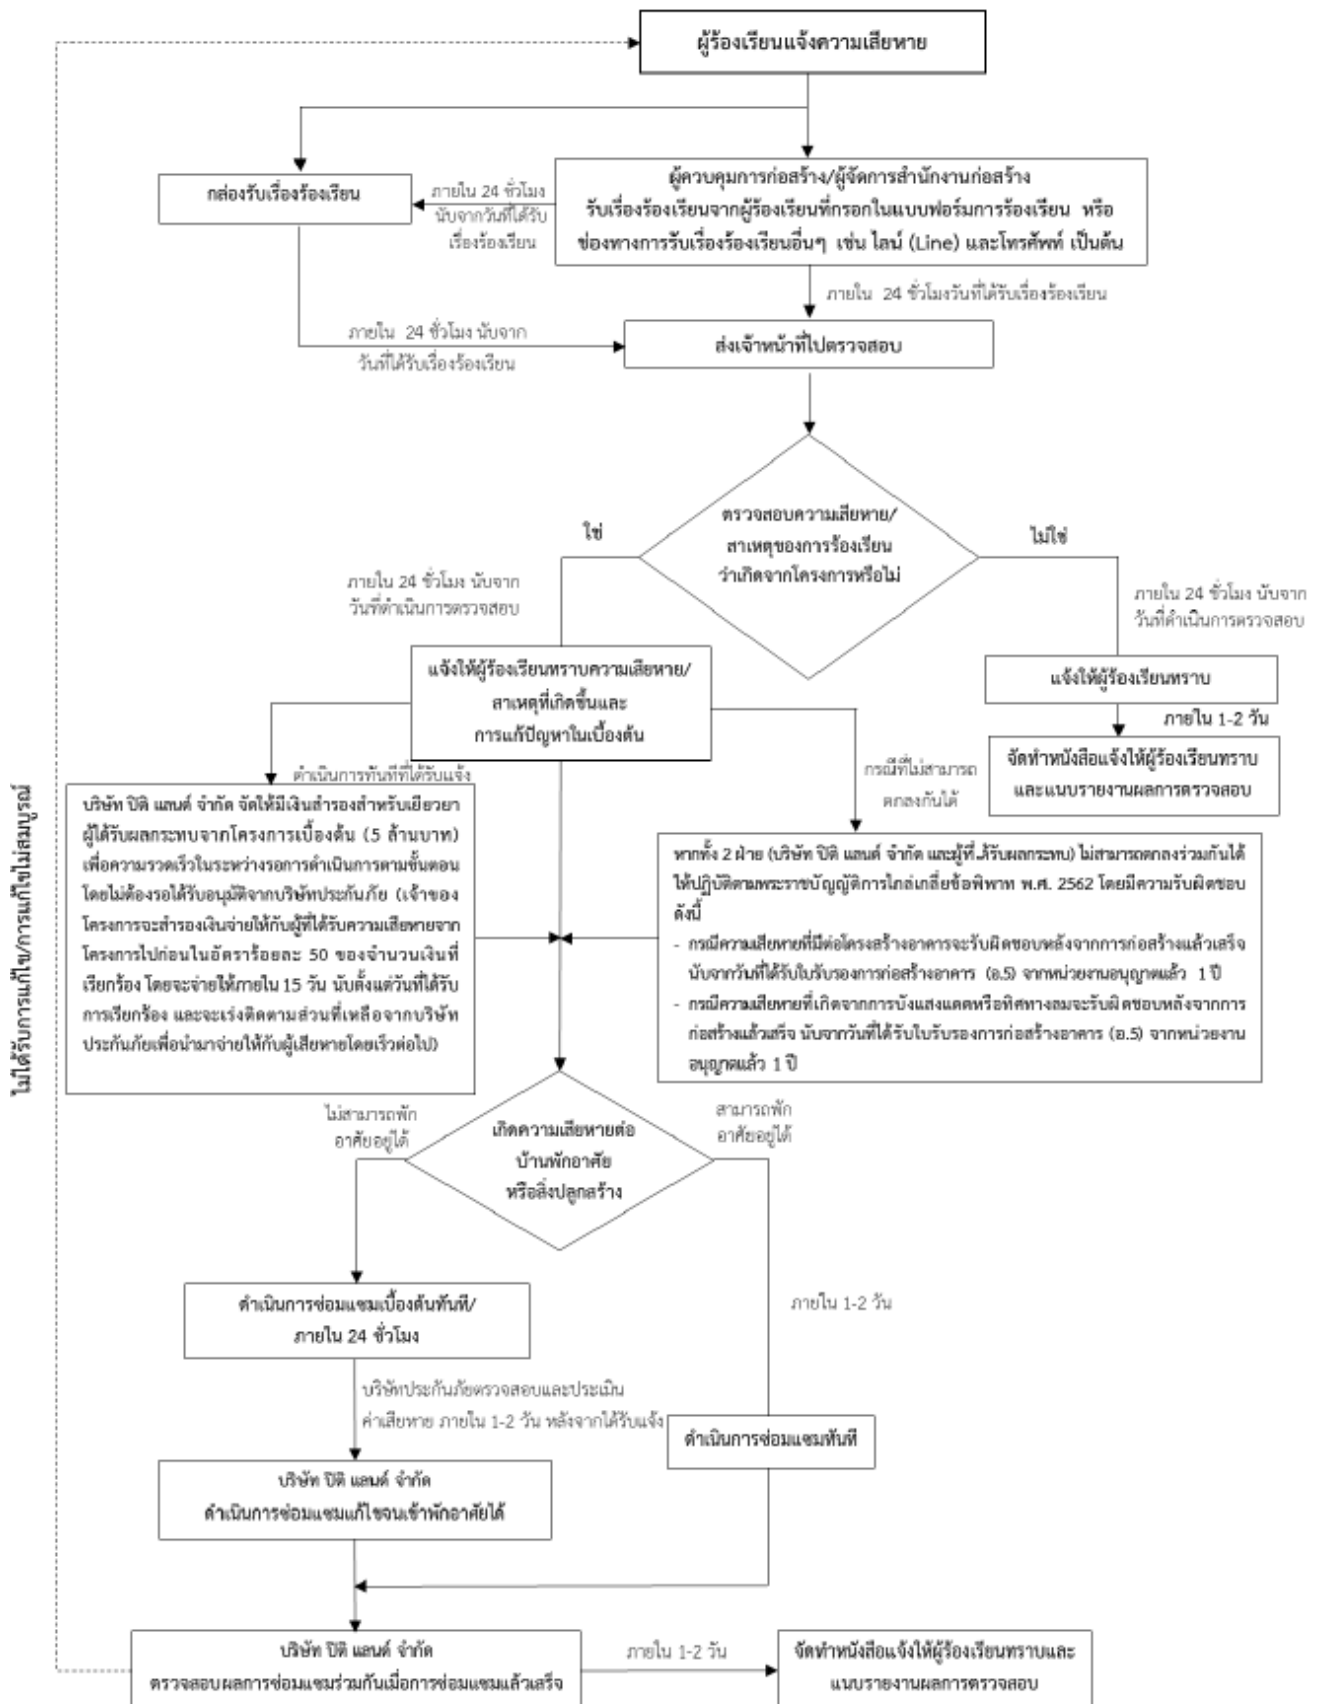 ผู้ร้องเรียนแจ้งความเสียหาย
กล่องรับเรื่องร้องเรียน
ภายใน 24 ชั่วโมง
นับจากวันที่ได้รับ
เรื่องร้องเรียน
ผู้ควบคุมการก่อสร้าง/ผู้จัดการสำนักงานก่อสร้าง
รับเรื่องร้องเรียนจากผู้ร้องเรียนที่กรอกในแบบฟอร์มการร้องเรียน หรือ
ช่องทางการรับเรื่องร้องเรียนอื่นๆ เช่น ไลน์ (Line) และโทรศัพท์ เป็นต้น
ภายใน 24 ชั่วโมงวันที่ได้รับเรื่องร้องเรียน
ภายใน 24 ชั่วโมง นับจาก
วันที่ได้รับเรื่องร้องเรียน
ส่งเจ้าหน้าที่ไปตรวจสอบ
ตรวจสอบความเสียหาย/
สาเหตุของการร้องเรียน
ว่าเกิดจากโครงการหรือไม่
ใช่
ไม่ใช่
ภายใน 24 ชั่วโมง นับจาก
วันที่ดำเนินการตรวจสอบ
ภายใน 24 ชั่วโมง นับจาก
วันที่ดำเนินการตรวจสอบ
แจ้งให้ผู้ร้องเรียนทราบความเสียหาย/
สาเหตุที่เกิดขึ้นและ
การแก้ปัญหาในเบื้องต้น
แจ้งให้ผู้ร้องเรียนทราบ
ภายใน 1-2 วัน
จัดทำหนังสือแจ้งให้ผู้ร้องเรียนทราบ
และแนบรายงานผลการตรวจสอบ
ดำเนินการทันทีที่ได้รับแจ้ง
กรณีที่ไม่สามารถ
ตกลงกันได้
บริษัท ปิติ แลนด์ จำกัด จัดให้มีเงินสำรองสำหรับเยียวยา
ผู้ได้รับผลกระทบจากโครงการเบื้องต้น (5 ล้านบาท)
เพื่อความรวดเร็วในระหว่างรอการดำเนินการตามขั้นตอน
โดยไม่ต้องรอได้รับอนุมัติจากบริษัทประกันภัย (เจ้าของ
โครงการจะสำรองเงินจ่ายให้กับผู้ที่ได้รับความเสียหายจาก
โครงการไปก่อนในอัตราร้อยละ 50 ของจำนวนเงินที่
เรียกร้อง โดยจะจ่ายให้ภายใน 15 วัน นับตั้งแต่วันที่ได้รับ
การเรียกร้อง และจะเร่งติดตามส่วนที่เหลือจากบริษัท
ประกันภัยเพื่อนำมาจ่ายให้กับผู้เสียหายโดยเร็วต่อไป)
หากทั้ง 2 ฝ่าย (บริษัท ปิติ แลนด์ จำกัด และผู้ที่ได้รับผลกระทบ) ไม่สามารถตกลงร่วมกันได้
ให้ปฏิบัติตามพระราชบัญญัติการไกล่เกลี่ยข้อพิพาท พ.ศ. 2562 โดยมีความรับผิดชอบ
ดังนี้
- กรณีความเสียหายที่มีต่อโครงสร้างอาคารจะรับผิดชอบหลังจากการก่อสร้างแล้วเสร็จ
นับจากวันที่ได้รับใบรับรองการก่อสร้างอาคาร (อ.5) จากหน่วยงานอนุญาตแล้ว 1 ปี
- กรณีความเสียหายที่เกิดจากการบังแสงแดดหรือทิศทางลมจะรับผิดชอบหลังจากการ
ก่อสร้างแล้วเสร็จ นับจากวันที่ได้รับใบรับรองการก่อสร้างอาคาร (อ.5) จากหน่วยงาน
อนุญาตแล้ว 1 ปี
ไม่ได้รับการแก้ไข/การแก้ไขไม่สมบูรณ์
ไม่สามารถพัก
อาศัยอยู่ได้
เกิดความเสียหายต่อ
บ้านพักอาศัย
หรือสิ่งปลูกสร้าง
สามารถพัก
อาศัยอยู่ได้
ดำเนินการซ่อมแซมเบื้องต้นทันที/
ภายใน 24 ชั่วโมง
ภายใน 1-2 วัน
บริษัทประกันภัยตรวจสอบและประเมิน
ค่าเสียหาย ภายใน 1-2 วัน หลังจากได้รับแจ้ง
ดำเนินการซ่อมแซมทันที
บริษัท ปิติ แลนด์ จำกัด
ดำเนินการซ่อมแซมแก้ไขจนเข้าพักอาศัยได้
บริษัท ปิติ แลนด์ จำกัด
ตรวจสอบผลการซ่อมแซมร่วมกันเมื่อการซ่อมแซมแล้วเสร็จ
ภายใน 1-2 วัน
จัดทำหนังสือแจ้งให้ผู้ร้องเรียนทราบและ
แนบรายงานผลการตรวจสอบ